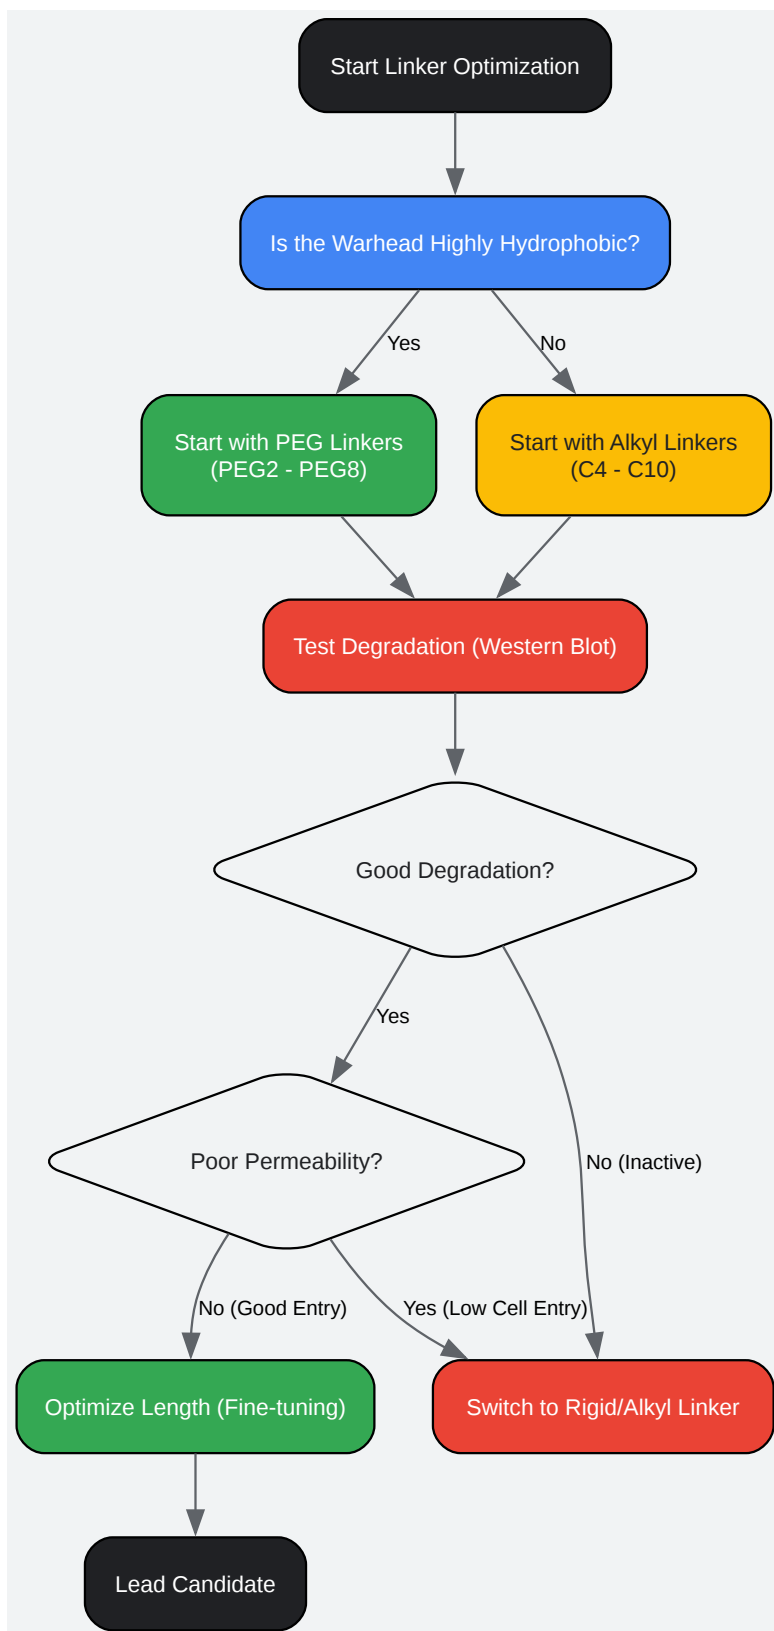 Start Linker Optimization
Is the Warhead Highly Hydrophobic?
Yes
No
Start with PEG Linkers
(PEG2 - PEG8)
Start with Alkyl Linkers
(C4 - C10)
Test Degradation (Western Blot)
Good Degradation?
Yes
Poor Permeability?
No (Inactive)
No (Good Entry)
Yes (Low Cell Entry)
Optimize Length (Fine-tuning)
Switch to Rigid/Alkyl Linker
Lead Candidate